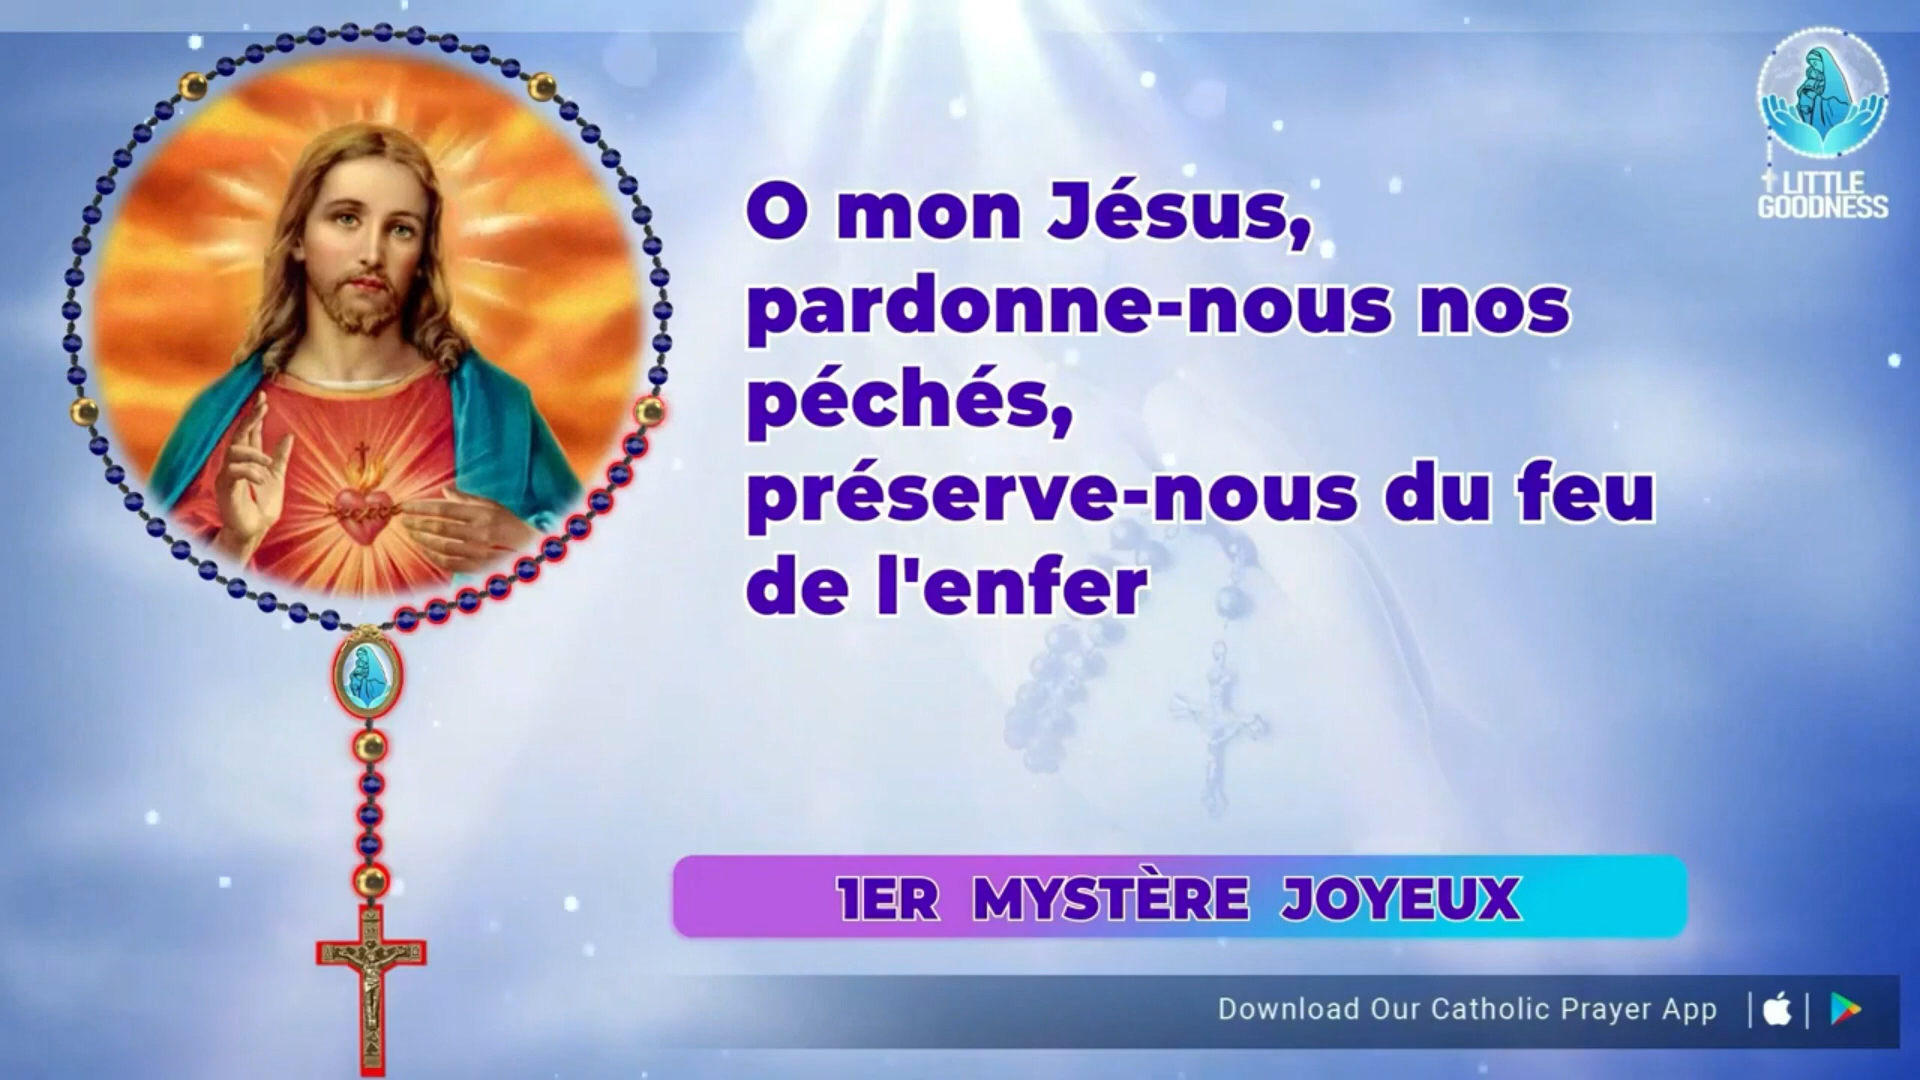 O mon Jésus,
pardonne-nous nos
péchés,
préserve-nous du feu
de l'enfer
LITTLE
GOODNESS
1ER MYSTÈRE JOYEUX
Download Our Catholic Prayer App